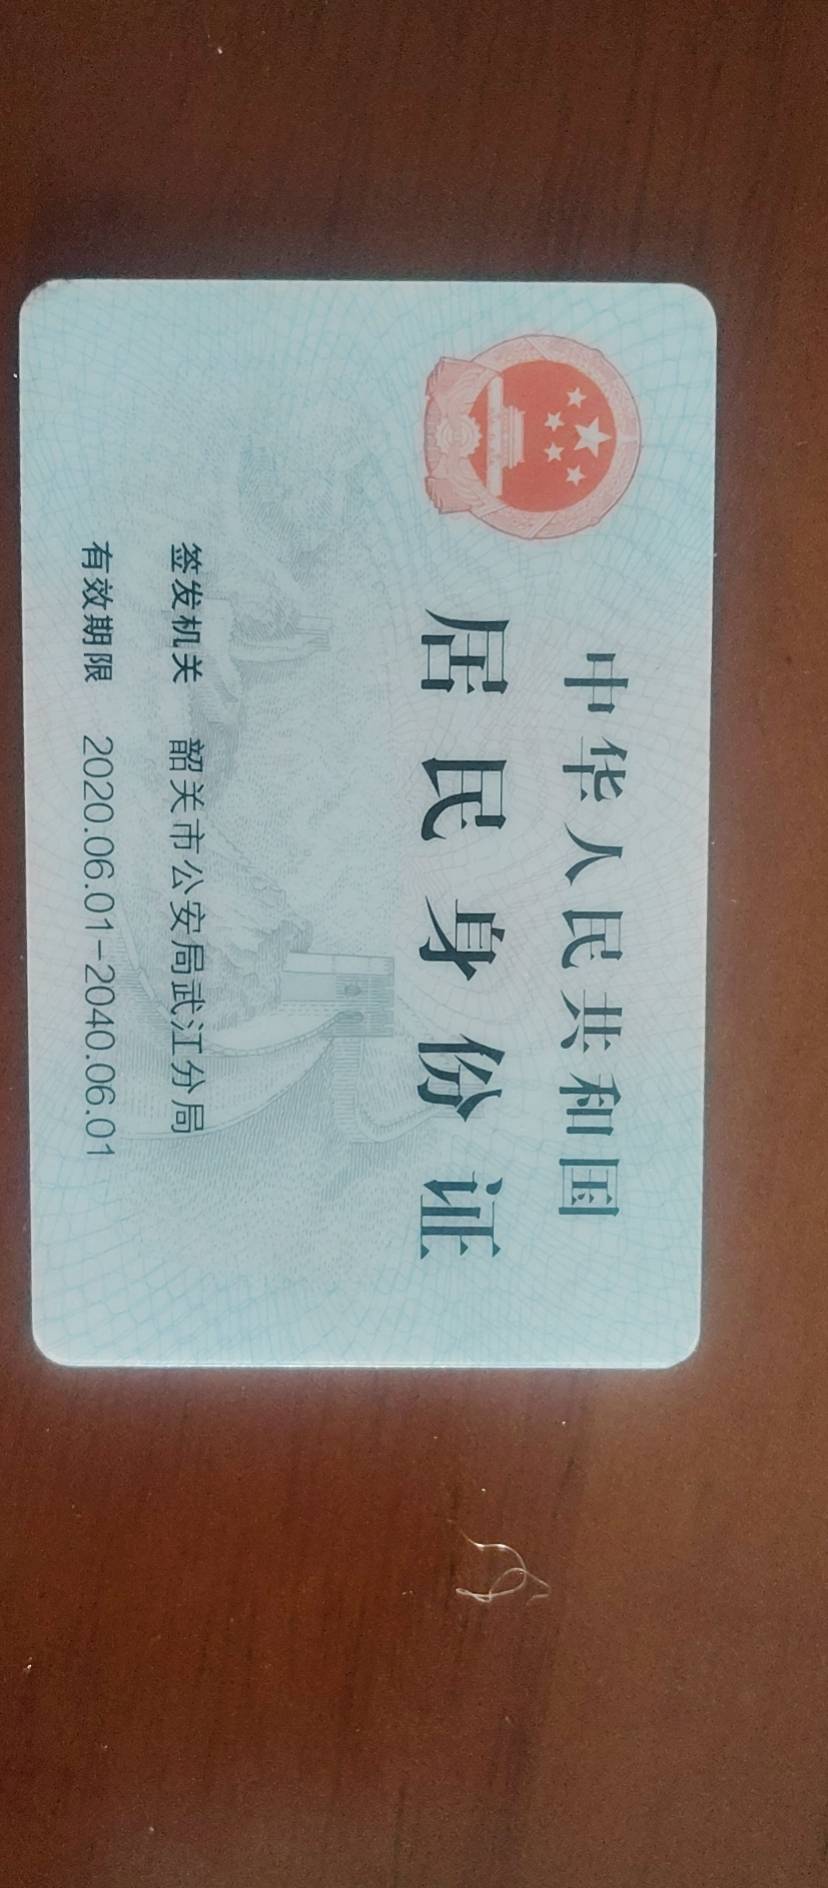 中华人民共和国
居民身份证
签发机关 韶关市公安局武江分局
有效期限 2020.06.01-2040.06.01